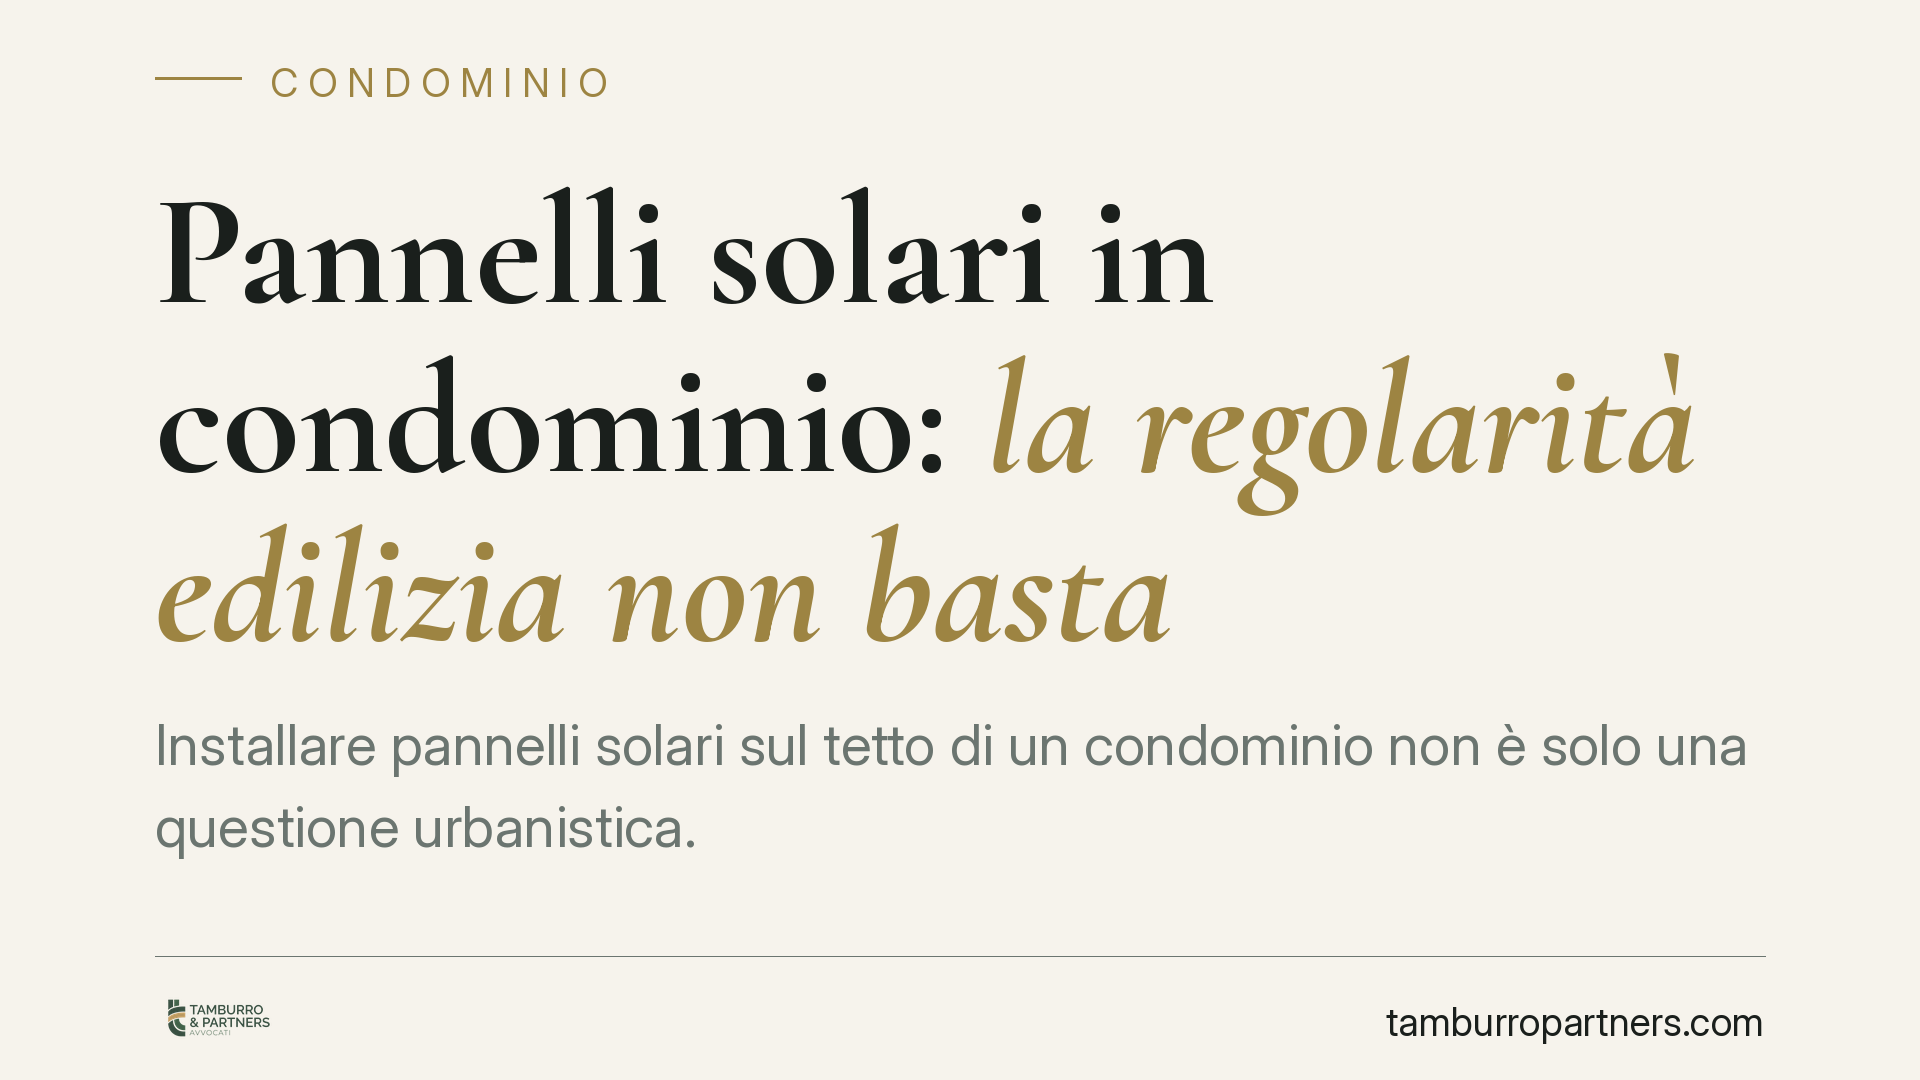 CONDOMINIO
Pannelli solari in
condominio: la regolarità
edilizia non basta
Installare pannelli solari sul tetto di un condominio non è solo una
questione urbanistica.
TAMBURRO
& PARTNERS
AVVOCATI
tamburropartners.com